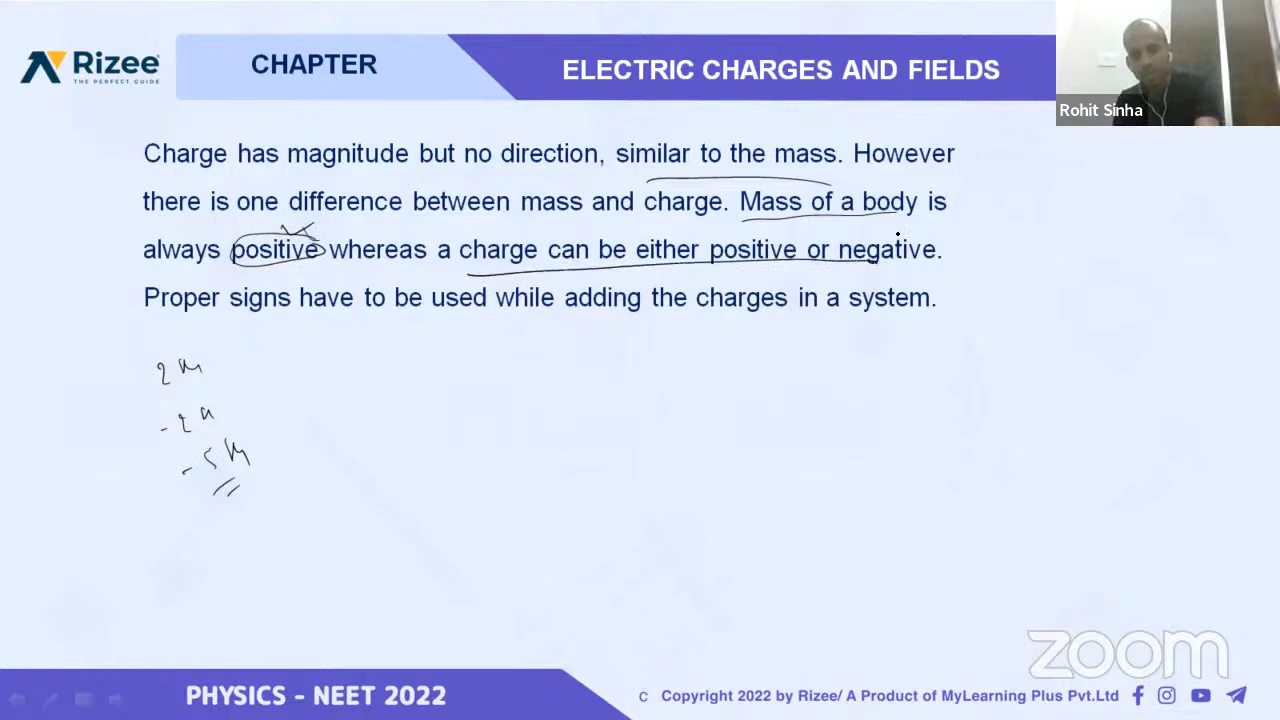 Rizee
THE PERFECT GUIDE
CHAPTER
ELECTRIC CHARGES AND FIELDS
Rohit Sinha
Charge has magnitude but no direction, similar to the mass. However
there is one difference between mass and charge. Mass of a body is
always positive whereas a charge can be either positive or negative.
Proper signs have to be used while adding the charges in a system.
zoom
PHYSICS - NEET 2022
C Copyright 2022 by Rizee/ A Product of MyLearning Plus Pvt.Ltd